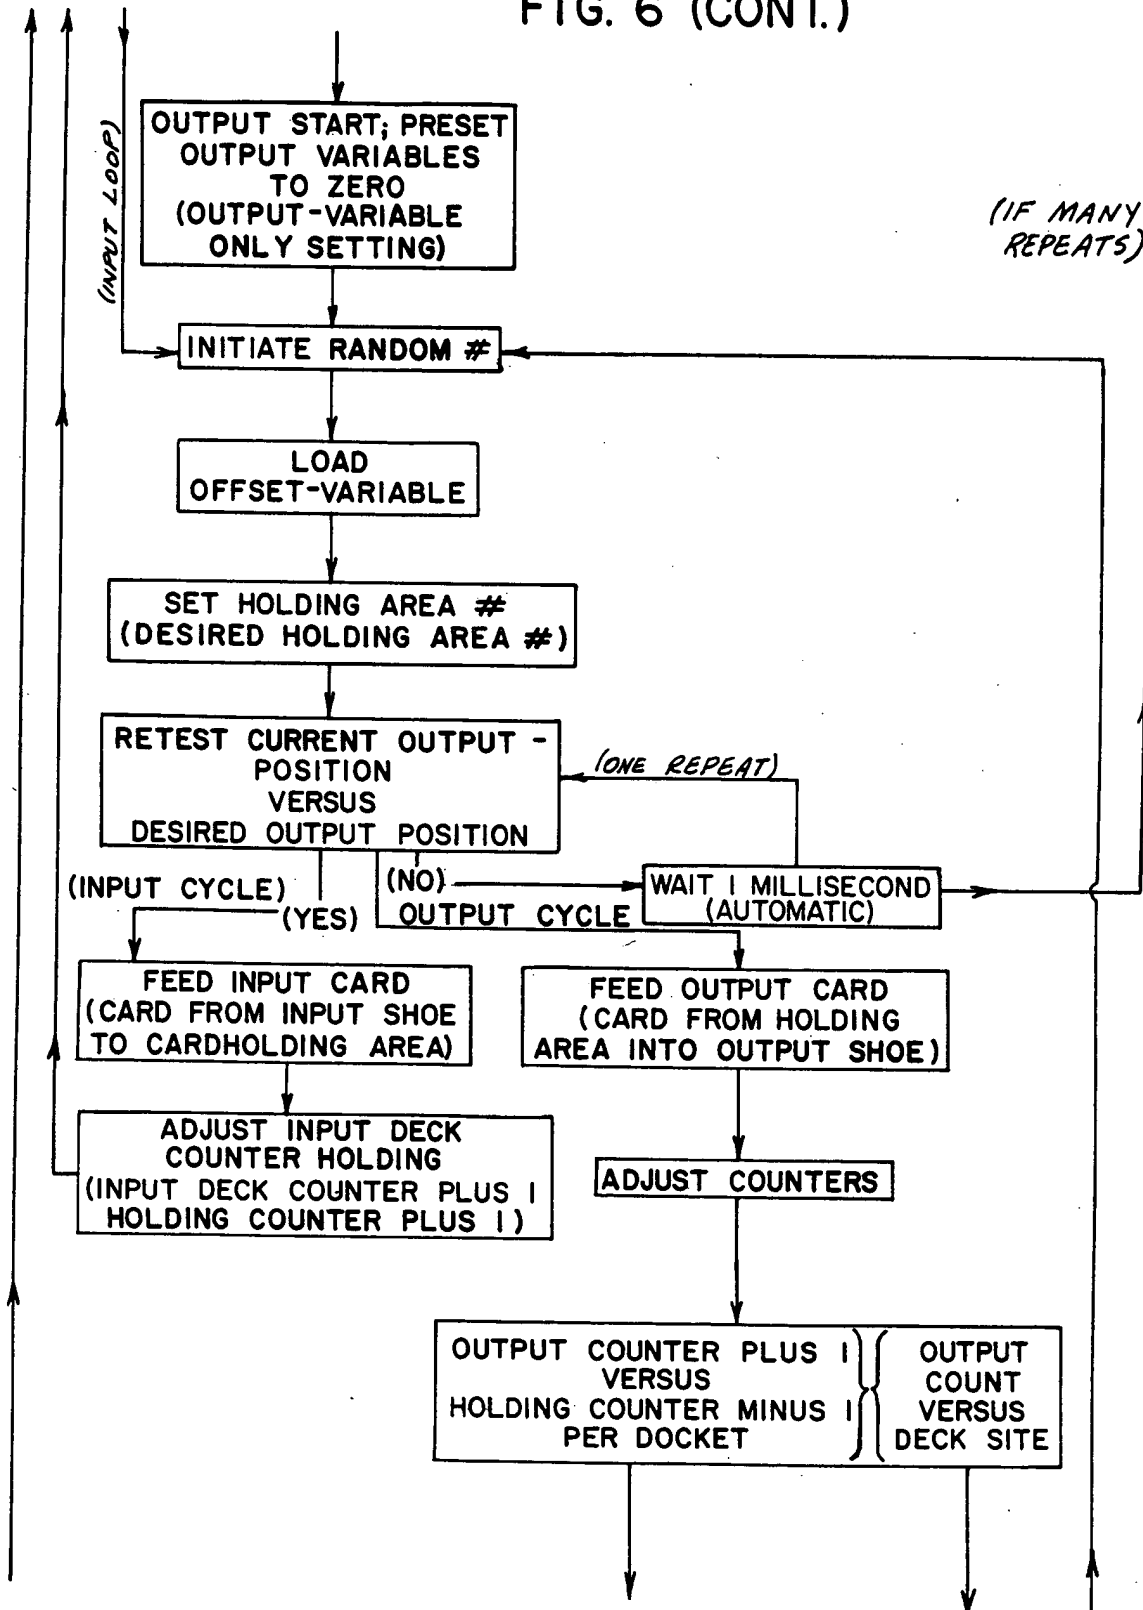 FIG. 6 (CONT.)
(INPUT LOOP)
OUTPUT START; PRESET
OUTPUT VARIABLES
TO ZERO
(OUTPUT-VARIABLE
ONLY SETTING)
(IF MANY
REPEATS)
INITIATE RANDOM #
LOAD
OFFSET-VARIABLE
SET HOLDING AREA #
(DESIRED HOLDING AREA #)
RETEST CURRENT OUTPUT-
POSITION
VERSUS
DESIRED OUTPUT POSITION
(ONE REPEAT)
(INPUT CYCLE)
(YES)
(NO)
OUTPUT CYCLE
WAIT 1 MILLISECOND
(AUTOMATIC)
FEED INPUT CARD
(CARD FROM INPUT SHOE
TO CARDHOLDING AREA)
FEED OUTPUT CARD
(CARD FROM HOLDING
AREA INTO OUTPUT SHOE)
ADJUST INPUT DECK
COUNTER HOLDING
(INPUT DECK COUNTER PLUS 1
HOLDING COUNTER PLUS 1)
ADJUST COUNTERS
OUTPUT COUNTER PLUS 1
VERSUS
HOLDING COUNTER MINUS 1
PER DOCKET
OUTPUT
COUNT
VERSUS
DECK SITE